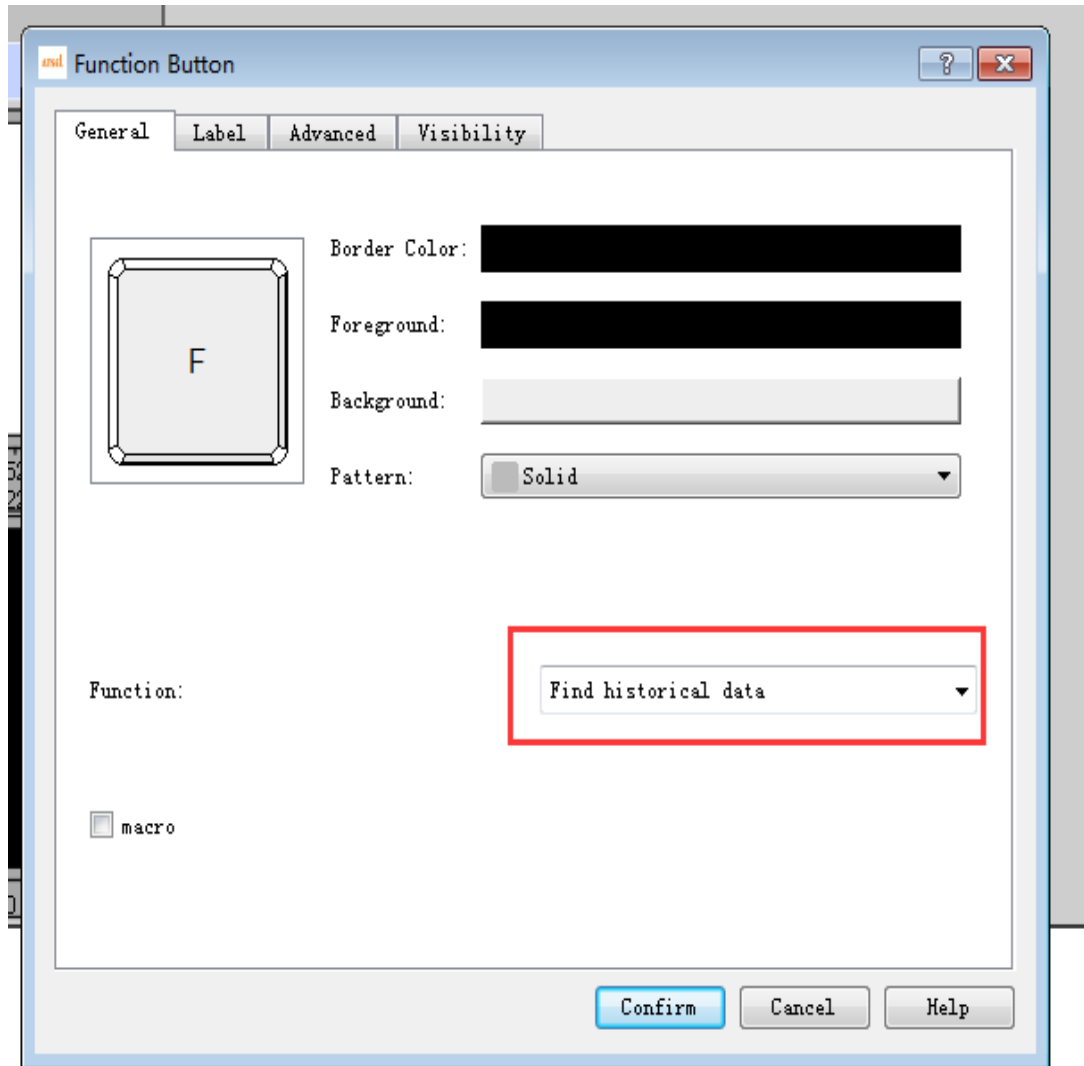 Function Button
General Label Advanced Visibility
Border Color:
Foreground:
F
Background:
Pattern: Solid
Function: Find historical data
macro
Confirm Cancel Help